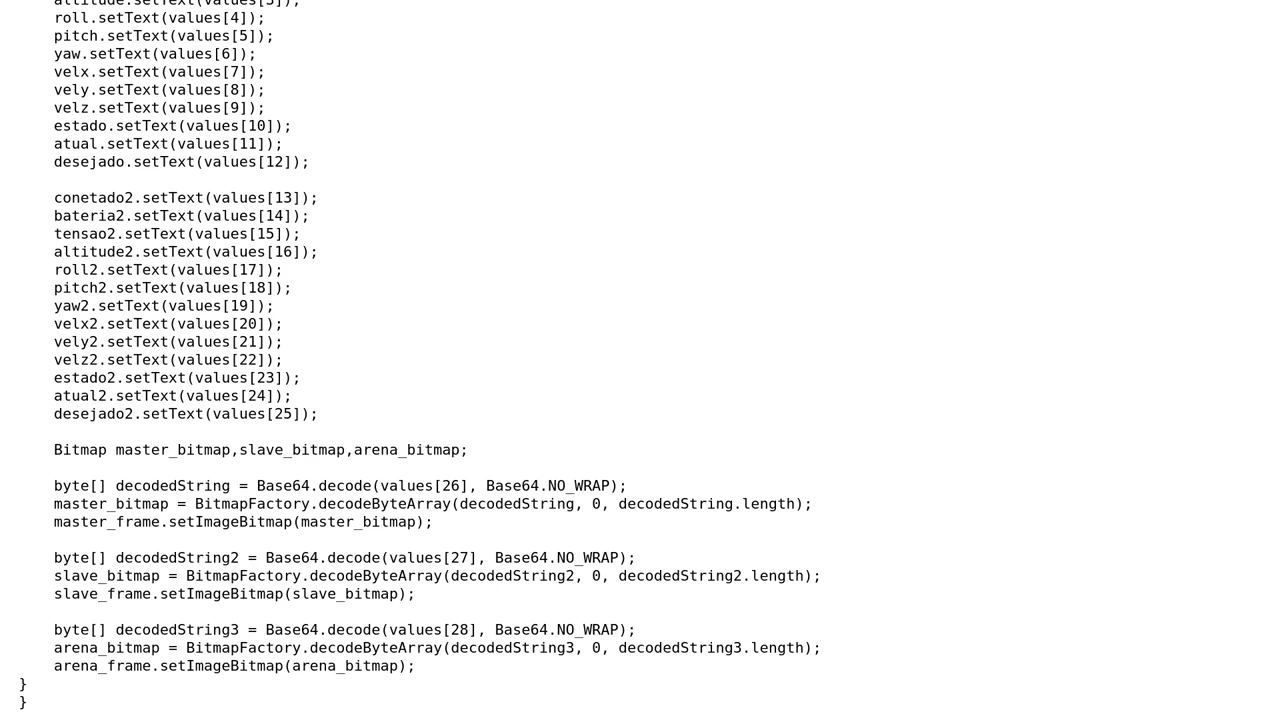 altitude.setText(values[3]);
roll.setText(values[4]);
pitch.setText(values[5]);
yaw.setText(values[6]);
velx.setText(values[7]);
vely.setText(values[8]);
velz.setText(values[9]);
estado.setText(values[10]);
atual.setText(values[11]);
desejado.setText(values[12]);
conetado2.setText(values[13]);
bateria2.setText(values[14]);
tensao2.setText(values[15]);
altitude2.setText(values[16]);
roll2.setText(values[17]);
pitch2.setText(values[18]);
yaw2.setText(values[19]);
velx2.setText(values[20]);
vely2.setText(values[21]);
velz2.setText(values[22]);
estado2.setText(values[23]);
atual2.setText(values[24]);
desejado2.setText(values[25]);
Bitmap master_bitmap,slave_bitmap,arena_bitmap;
byte[] decodedString = Base64.decode(values[26], Base64.NO_WRAP);
master_bitmap = BitmapFactory.decodeByteArray(decodedString, 0, decodedString.length);
master_frame.setImageBitmap(master_bitmap);
byte[] decodedString2 = Base64.decode(values[27], Base64.NO_WRAP);
slave_bitmap = BitmapFactory.decodeByteArray(decodedString2, 0, decodedString2.length);
slave_frame.setImageBitmap(slave_bitmap);
byte[] decodedString3 = Base64.decode(values[28], Base64.NO_WRAP);
arena_bitmap = BitmapFactory.decodeByteArray(decodedString3, 0, decodedString3.length);
arena_frame.setImageBitmap(arena_bitmap);
}
}